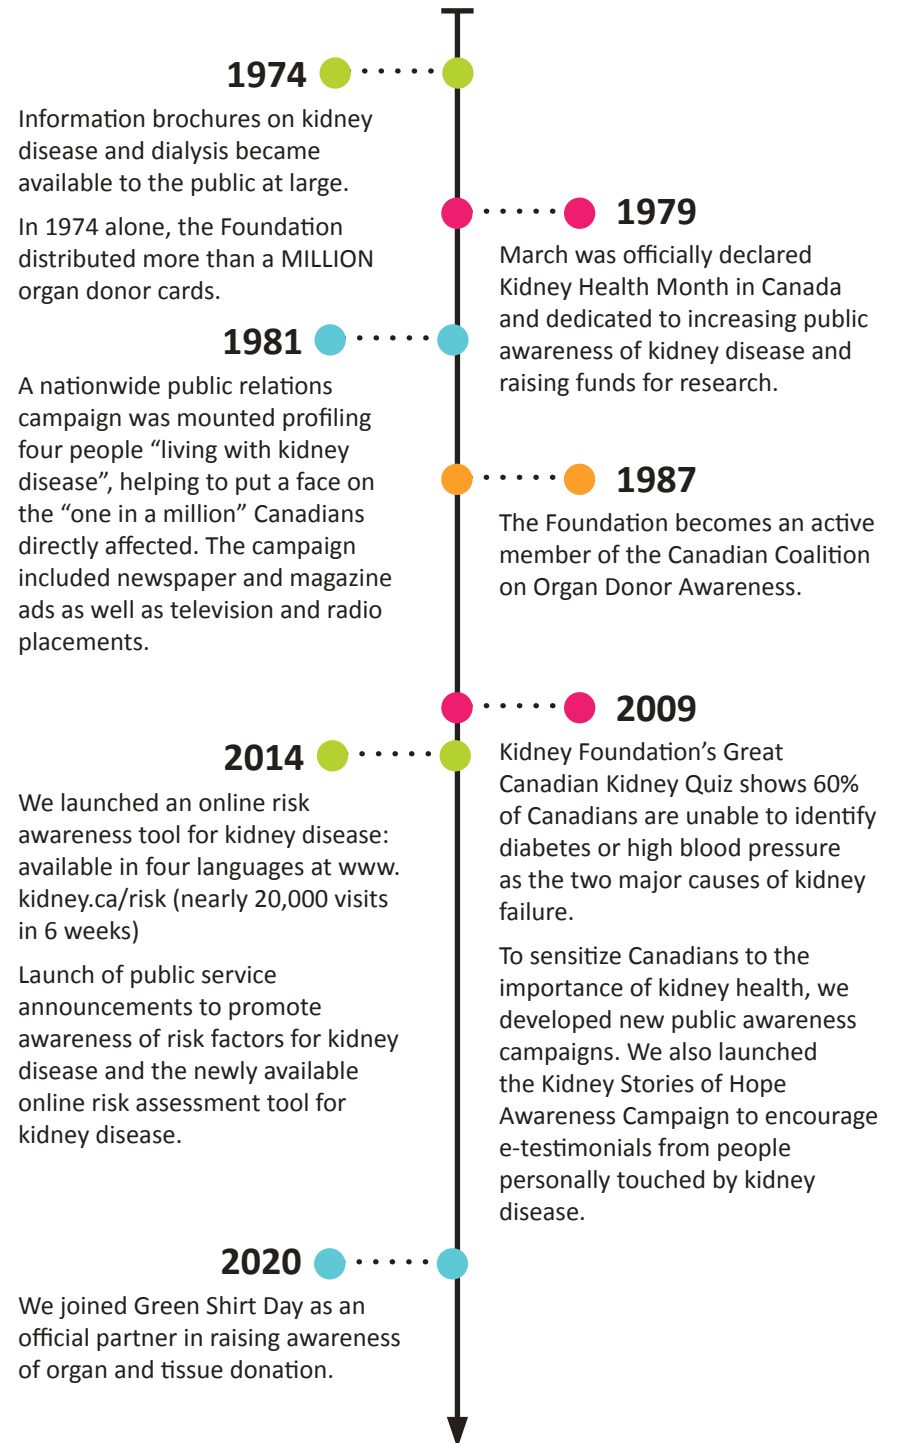 1974
Information brochures on kidney
disease and dialysis became
available to the public at large.
In 1974 alone, the Foundation
distributed more than a MILLION
organ donor cards.
1979
March was officially declared
Kidney Health Month in Canada
and dedicated to increasing public
awareness of kidney disease and
raising funds for research.
1981
A nationwide public relations
campaign was mounted profiling
four people “living with kidney
disease”, helping to put a face on
the “one in a million” Canadians
directly affected. The campaign
included newspaper and magazine
ads as well as television and radio
placements.
1987
The Foundation becomes an active
member of the Canadian Coalition
on Organ Donor Awareness.
2009
Kidney Foundation’s Great
Canadian Kidney Quiz shows 60%
of Canadians are unable to identify
diabetes or high blood pressure
as the two major causes of kidney
failure.
To sensitize Canadians to the
importance of kidney health, we
developed new public awareness
campaigns. We also launched
the Kidney Stories of Hope
Awareness Campaign to encourage
e-testimonials from people
personally touched by kidney
disease.
2014
We launched an online risk
awareness tool for kidney disease:
available in four languages at www.
kidney.ca/risk (nearly 20,000 visits
in 6 weeks)
Launch of public service
announcements to promote
awareness of risk factors for kidney
disease and the newly available
online risk assessment tool for
kidney disease.
2020
We joined Green Shirt Day as an
official partner in raising awareness
of organ and tissue donation.